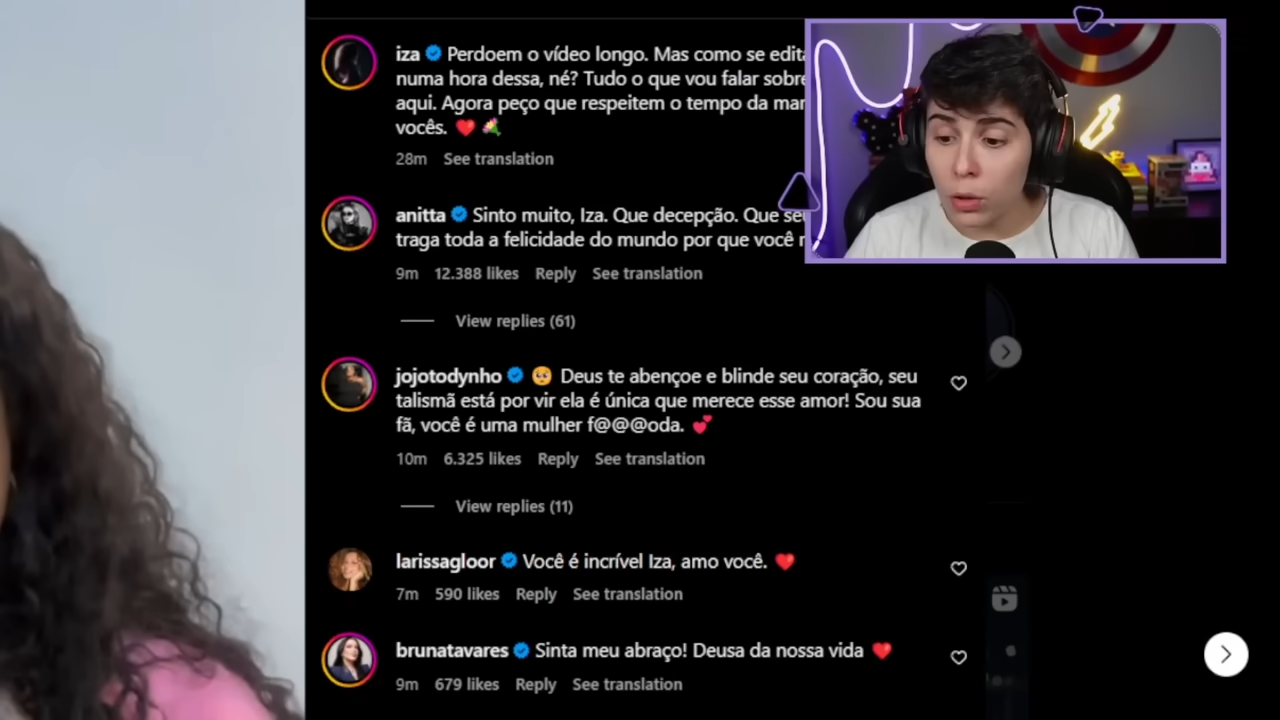 iza Perdoem o vídeo longo. Mas como se edita
numa hora dessa, né? Tudo o que vou falar sobre
aqui. Agora peço que respeitem o tempo da
vocês. ❤️ 💐
28m See translation
anitta Sinto muito, Iza. Que decepção. Que
traga toda a felicidade do mundo por que você
9m 12.388 likes Reply See translation
View replies (61)
jojotodynho 🥺 Deus te abençoe e blinde seu coração, seu
talismã está por vir ela é única que merece esse amor! Sou sua
fã, você é uma mulher f@@@oda. 💕
10m 6.325 likes Reply See translation
View replies (11)
larissagloor Você é incrível Iza, amo você. ❤️
7m 590 likes Reply See translation
brunatavares Sinta meu abraço! Deusa da nossa vida ❤️
9m 679 likes Reply See translation